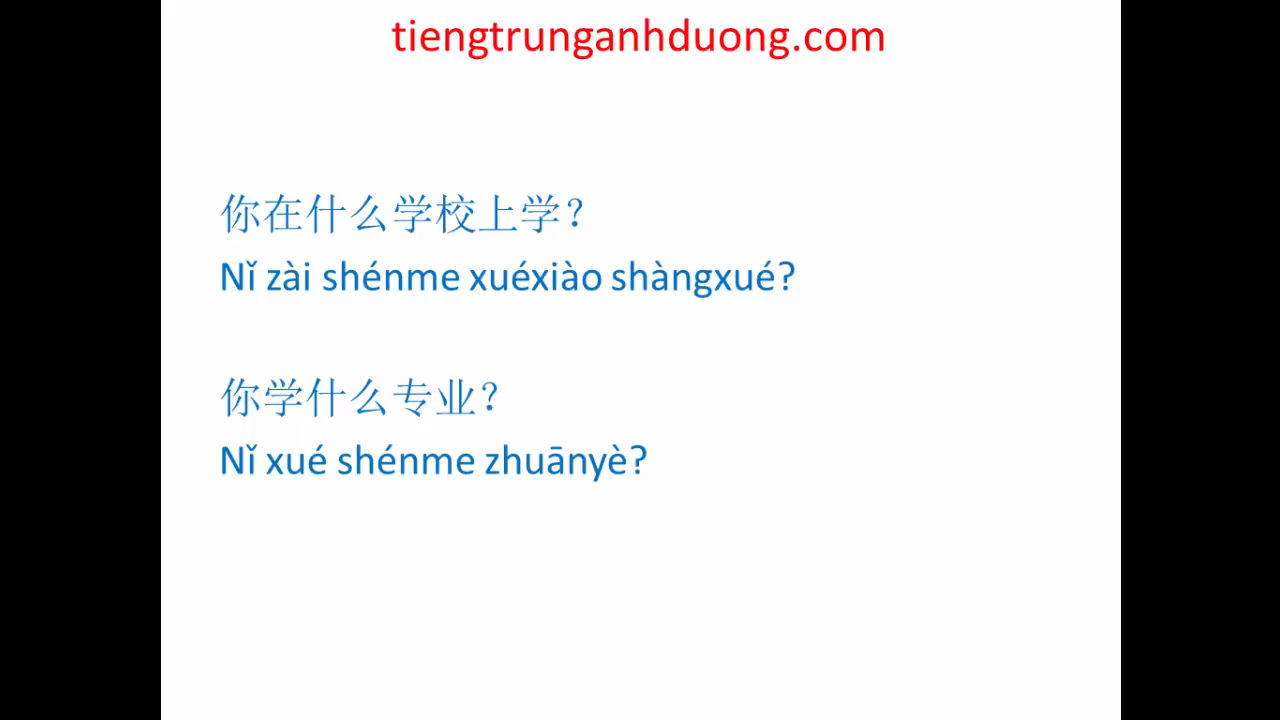 tiengtrunganhduong.com
你在什么学校上学？
Nǐ zài shénme xuéxiào shàngxué?
你学什么专业？
Nǐ xué shénme zhuānyè?